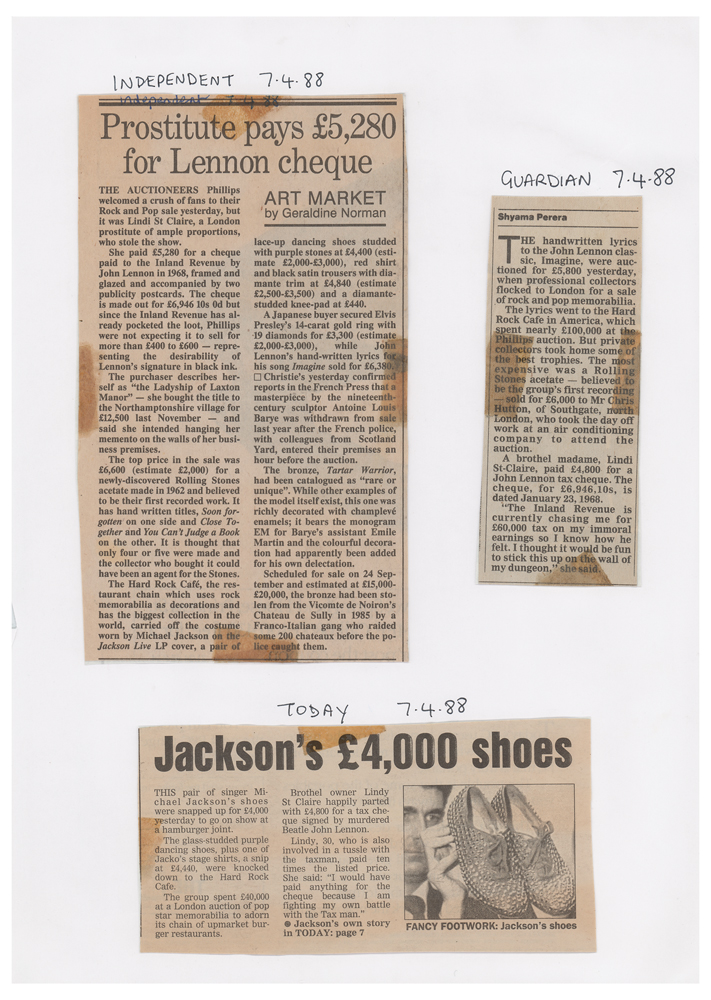 INDEPENDENT 7.4.88
Independent 7.4.88
Prostitute pays £5,280
for Lennon cheque
THE AUCTIONEERS Phillips
welcomed a crush of fans to their
Rock and Pop sale yesterday, but
it was Lindi St Claire, a London
prostitute of ample proportions,
who stole the show.
She paid £5,280 for a cheque
paid to the Inland Revenue by
John Lennon in 1968, framed and
glazed and accompanied by two
publicity postcards. The cheque
is made out for £6,946 10s 0d but
since the Inland Revenue has al-
ready pocketed the loot, Phillips
were not expecting it to sell for
more than £400 to £600 — repre-
senting the desirability of
Lennon's signature in black ink.
The purchaser describes her-
self as "the Ladyship of Laxton
Manor" — she bought the title to
the Northamptonshire village for
£12,500 last November — and
said she intended hanging her
memento on the walls of her busi-
ness premises.
The top price in the sale was
£6,600 (estimate £2,000) for a
newly-discovered Rolling Stones
acetate made in 1962 and believed
to be their first recorded work. It
has hand written titles, Soon for-
gotten on one side and Close To-
gether and You Can't Judge a Book
on the other. It is thought that
only four or five were made and
the collector who bought it could
have been an agent for the Stones.
The Hard Rock Café, the res-
taurant chain which uses rock
memorabilia as decorations and
has the biggest collection in the
world, carried off the costume
worn by Michael Jackson on the
Jackson Live LP cover, a pair of
ART MARKET
by Geraldine Norman
lace-up dancing shoes studded
with purple stones at £4,400 (esti-
mate £2,000-£3,000), red shirt
and black satin trousers with dia-
mante trim at £4,840 (estimate
£2,500-£3,500) and a diamante-
studded knee-pad at £440.
A Japanese buyer secured Elvis
Presley's 14-carat gold ring with
19 diamonds for £3,300 (estimate
£2,000-£3,000), while John
Lennon's hand-written lyrics for
his song Imagine sold for £6,380.
□ Christie's yesterday confirmed
reports in the French Press that a
masterpiece by the nineteenth-
century sculptor Antoine Louis
Barye was withdrawn from sale
last year after the French police,
with colleagues from Scotland
Yard, entered their premises an
hour before the auction.
The bronze, Tartar Warrior,
had been catalogued as "rare or
unique". While other examples of
the model itself exist, this one was
richly decorated with champlevé
enamels; it bears the monogram
EM for Barye's assistant Emile
Martin and the colourful decora-
tion had apparently been added
for his own delectation.
Scheduled for sale on 24 Sep-
tember and estimated at £15,000-
£20,000, the bronze had been sto-
len from the Vicomte de Noiron's
Chateau de Sully in 1985 by a
Franco-Italian gang who raided
some 200 chateaux before the po-
lice caught them.
GUARDIAN 7.4.88
Shyama Perera
THE handwritten lyrics
to the John Lennon clas-
sic, Imagine, were auc-
tioned for £5,800 yesterday,
when professional collectors
flocked to London for a sale
of rock and pop memorabilia.
The lyrics went to the Hard
Rock Cafe in America, which
spent nearly £100,000 at the
Phillips auction. But private
collectors took home some of
the best trophies. The most
expensive was a Rolling
Stones acetate — believed to
be the group's first recording
— sold for £6,000 to Mr Chris
Hutton, of Southgate, north
London, who took the day off
work at an air conditioning
company to attend the
auction.
A brothel madame, Lindi
St-Claire, paid £4,800 for a
John Lennon tax cheque. The
cheque, for £6,946,10s, is
dated January 23, 1968.
"The Inland Revenue is
currently chasing me for
£60,000 tax on my immoral
earnings so I know how he
felt. I thought it would be fun
to stick this up on the wall of
my dungeon," she said.
TODAY 7.4.88
Jackson's £4,000 shoes
THIS pair of singer Mi-
chael Jackson's shoes
were snapped up for £4,000
yesterday to go on show at
a hamburger joint.
The glass-studded purple
dancing shoes, plus one of
Jacko's stage shirts, a snip
at £4,440, were knocked
down to the Hard Rock
Cafe.
The group spent £40,000
at a London auction of pop
star memorabilia to adorn
its chain of upmarket bur-
ger restaurants.
Brothel owner Lindy
St Claire happily parted
with £4,800 for a tax che-
que signed by murdered
Beatle John Lennon.
Lindy, 30, who is also
involved in a tussle with
the taxman, paid ten
times the listed price.
She said: "I would have
paid anything for the
cheque because I am
fighting my own battle
with the Tax man."
● Jackson's own story
in TODAY: page 7
FANCY FOOTWORK: Jackson's shoes